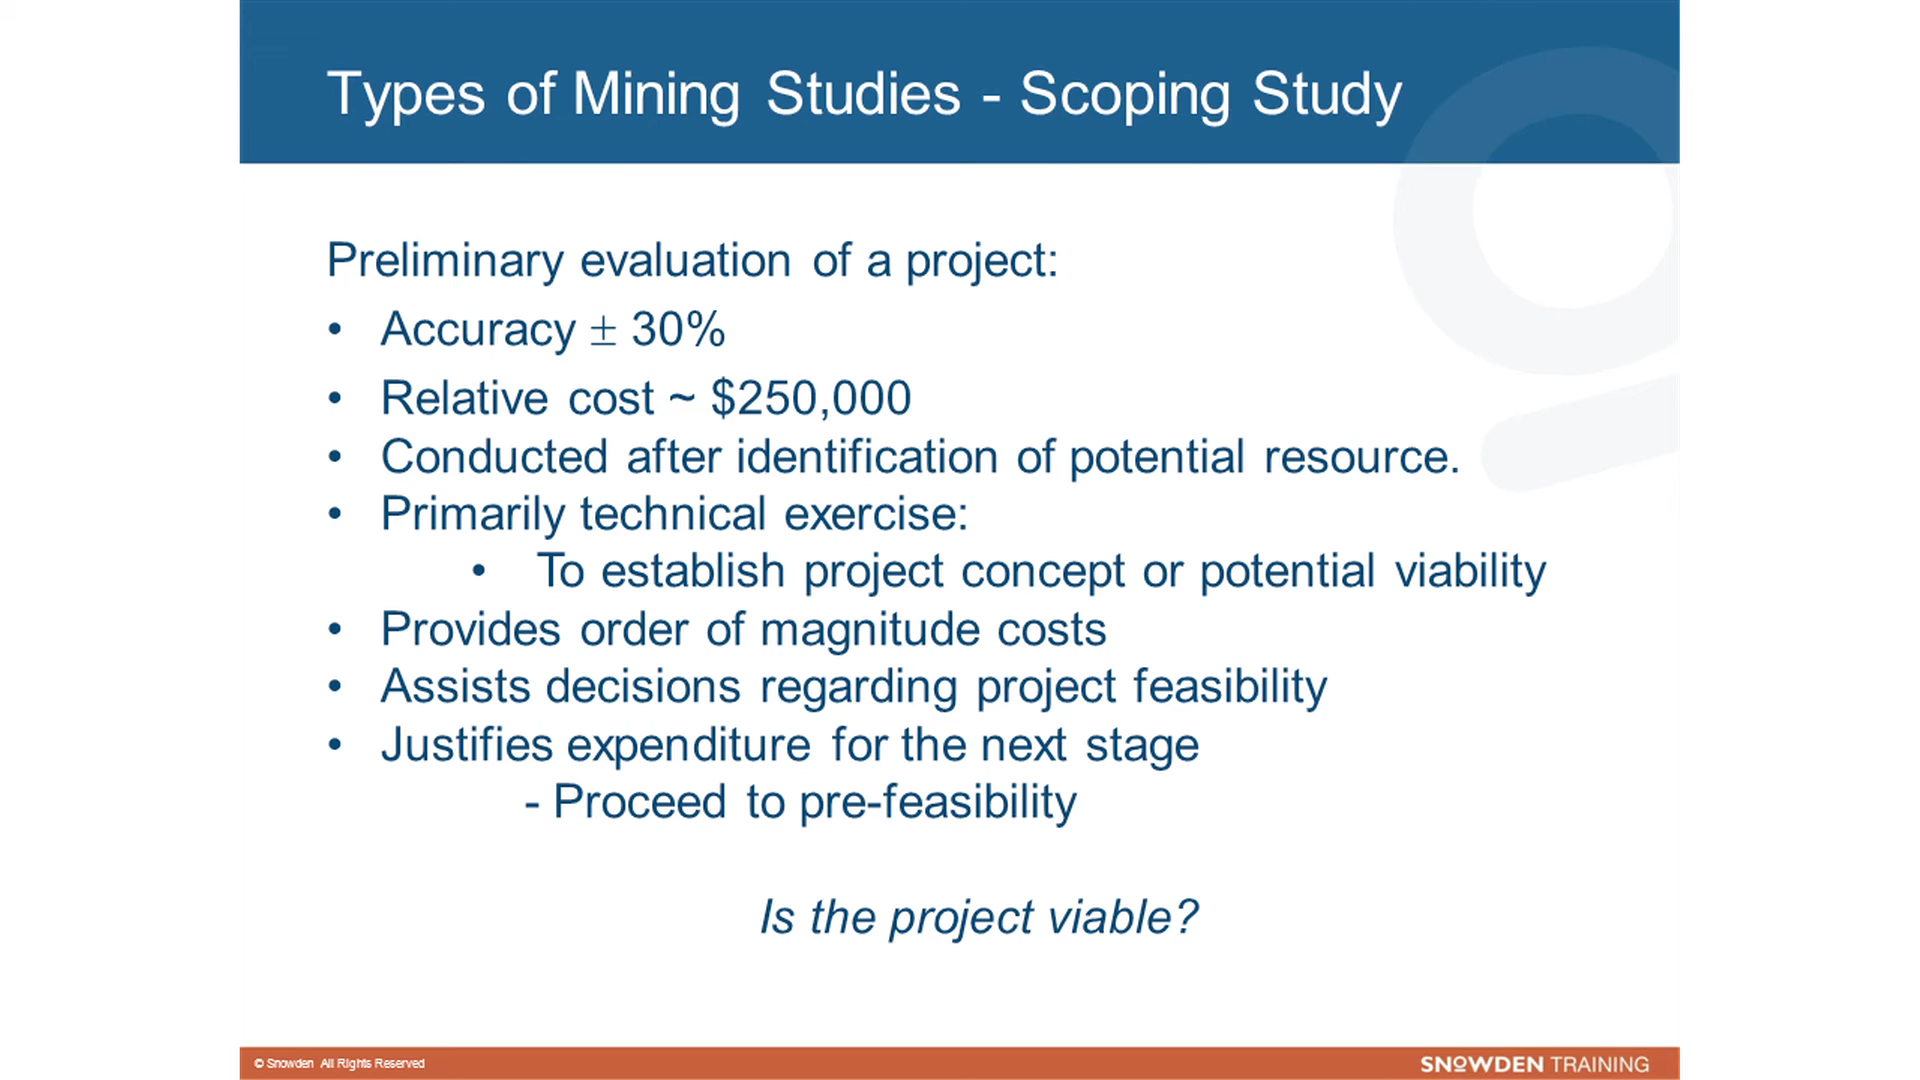 Types of Mining Studies - Scoping Study
Preliminary evaluation of a project:
• Accuracy ± 30%
• Relative cost ~ $250,000
• Conducted after identification of potential resource.
• Primarily technical exercise:
• To establish project concept or potential viability
• Provides order of magnitude costs
• Assists decisions regarding project feasibility
• Justifies expenditure for the next stage
- Proceed to pre-feasibility
Is the project viable?
© Snowden All Rights Reserved
SNOWDEN TRAINING